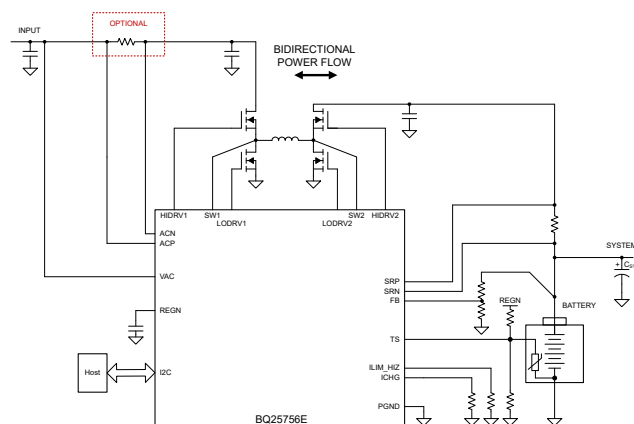 INPUT
OPTIONAL
BIDIRECTIONAL
POWER FLOW
HIDRV1
SW1
LODRV1
LODRV2
SW2
HIDRV2
ACN
ACP
VAC
REGN
I2C
Host
SRP
SRN
FB
TS
ILIM_HIZ
ICHG
PGND
REGN
BATTERY
SYSTEM
+
BQ25756E